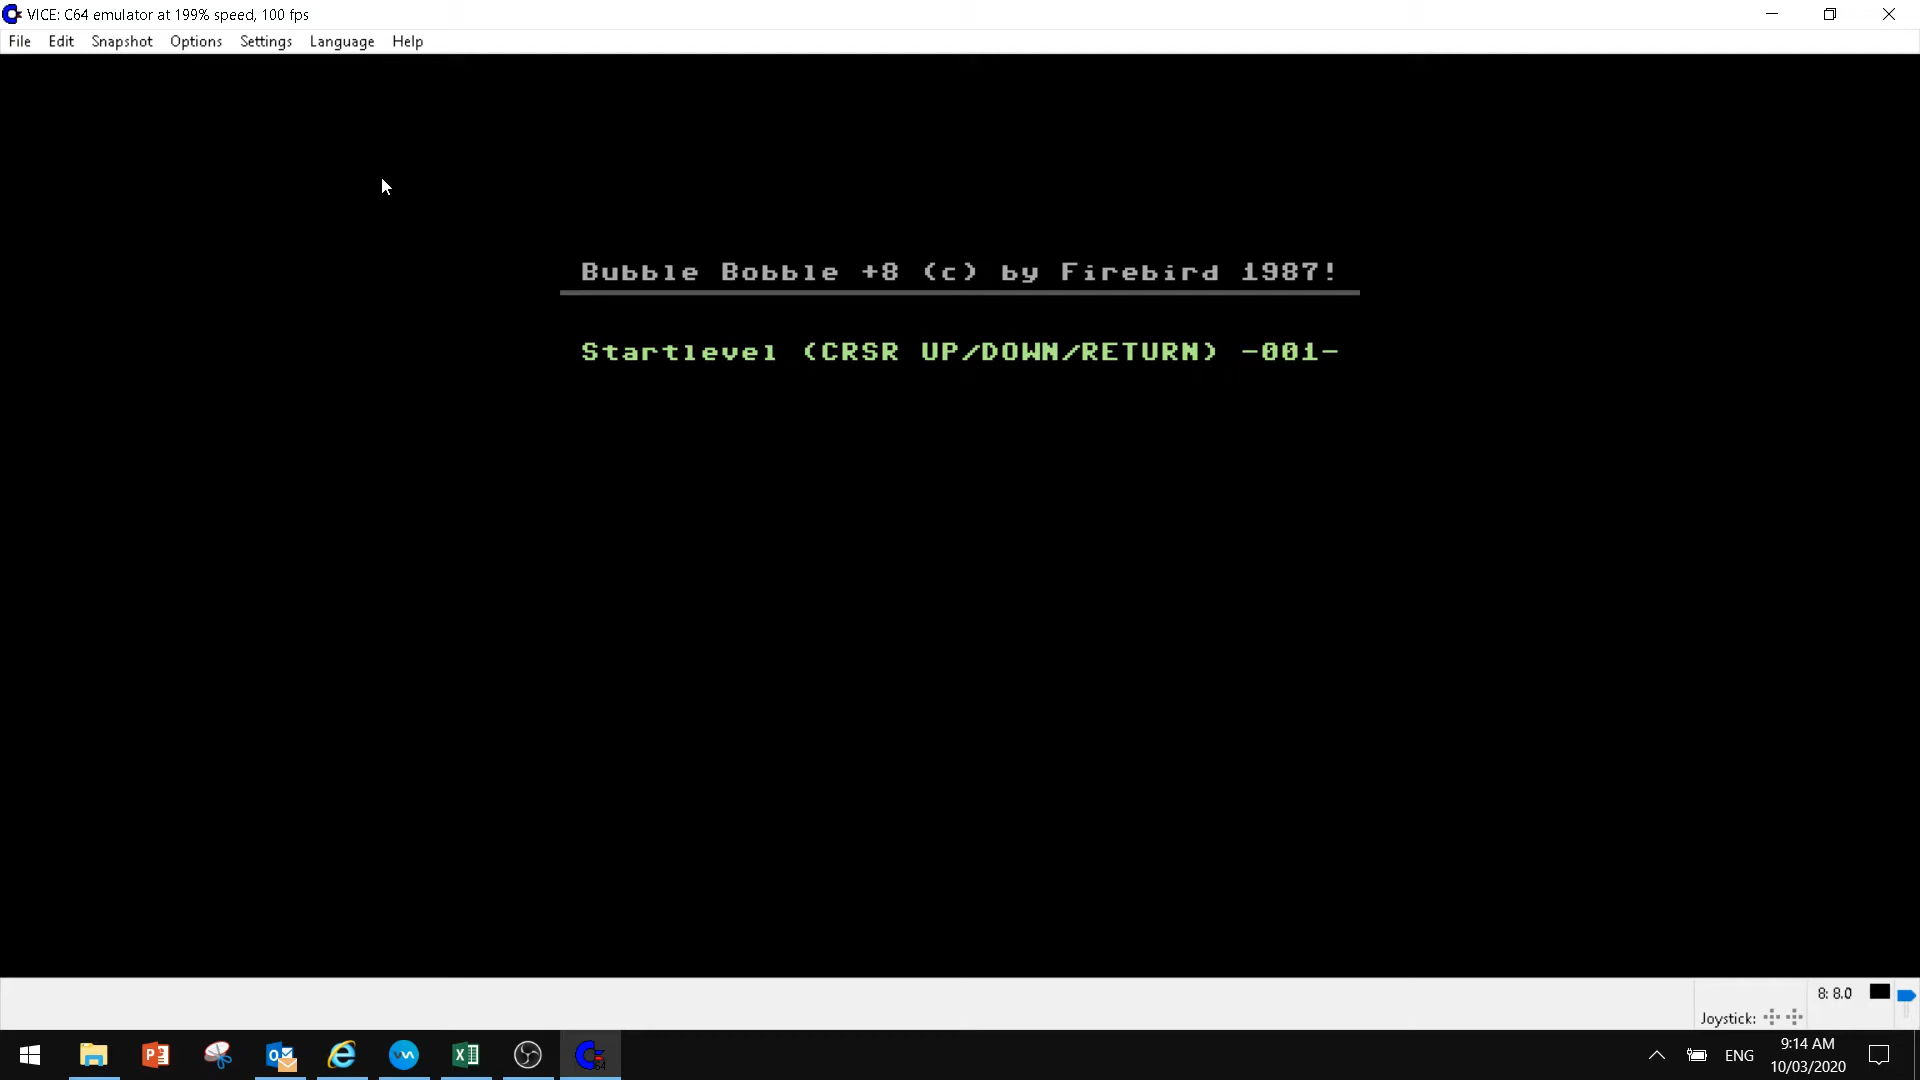 VICE: C64 emulator at 199% speed, 100 fps
File Edit Snapshot Options Settings Language Help
Bubble Bobble +8 (c) by Firebird 1987!
Startlevel (CRSR UP/DOWN/RETURN) -001-
8: 8.0
Joystick:
ENG
9:14 AM
10/03/2020